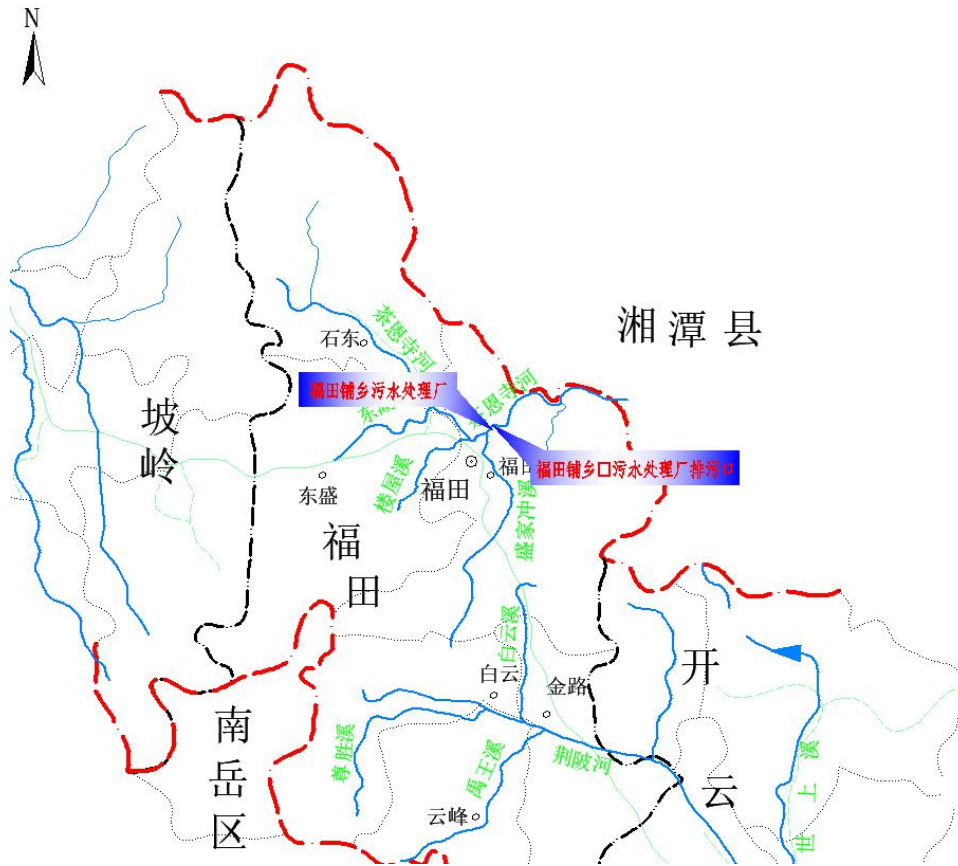 N
湘潭县
石东
茶恩寺河
福田铺乡污水处理厂
茶恩寺河
坡岭
福田铺乡口污水处理厂排污口
东盛
楼屋溪
福田
盛家冲溪
福田
白云溪
白云
金路
开云
南岳区
尊胜溪
禹王溪
荆陂河
世上溪
云峰